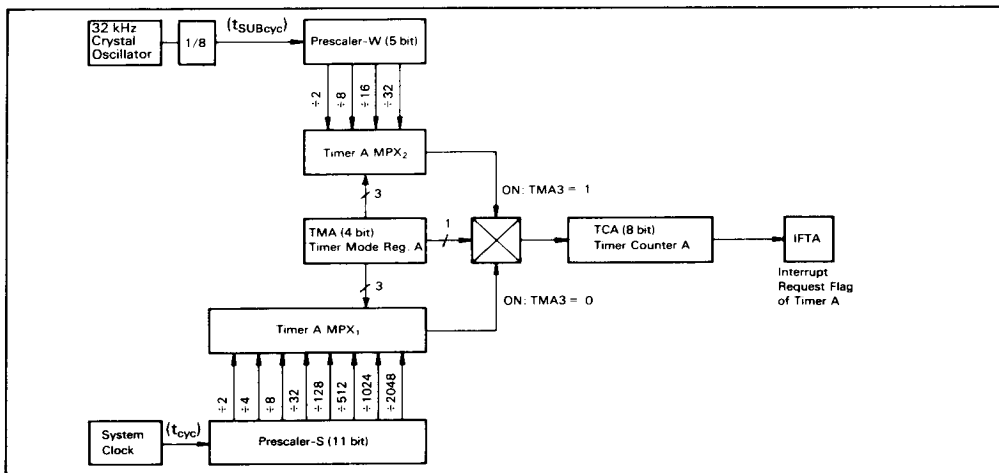 32 kHz
Crystal
Oscillator
1/8
(tSUBcyc)
Prescaler-W (5 bit)
÷2
÷8
÷16
÷32
Timer A MPX₂
3
ON: TMA3 = 1
TMA (4 bit)
Timer Mode Reg. A
1
TCA (8 bit)
Timer Counter A
IFTA
Interrupt
Request Flag
of Timer A
3
ON: TMA3 = 0
Timer A MPX₁
÷2
÷4
÷8
÷32
÷128
÷512
÷1024
÷2048
System
Clock
(tcyc)
Prescaler-S (11 bit)